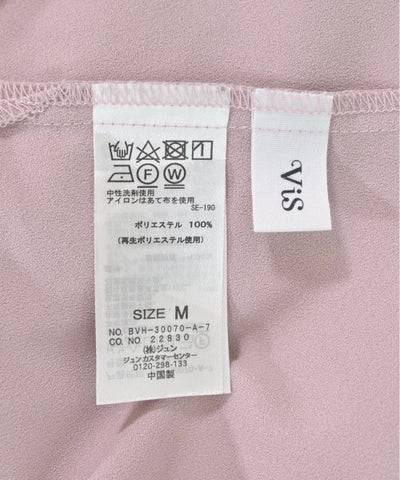 中性洗剤使用
アイロンはあて布を使用
SE-190
ポリエステル 100%
(再生ポリエステル使用)
SIZE M
NO. BVH-30070-A-7
CO. NO. 22830
(株)ジュン
ジュンカスタマーセンター
0120-298-133
中国製
ViS